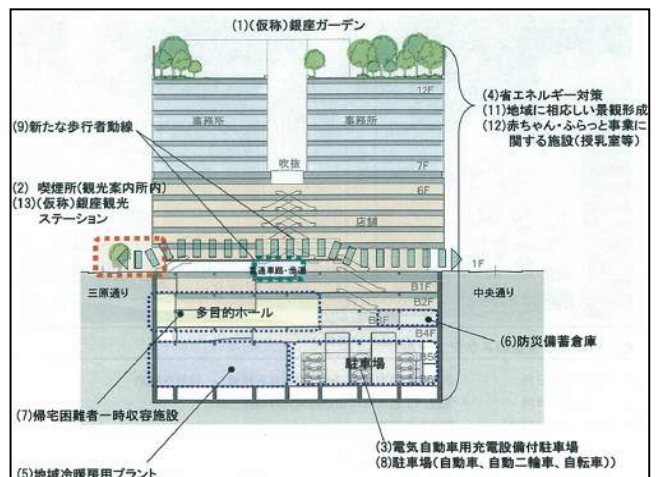 (1)(仮称)銀座ガーデン
12F
(4)省エネルギー対策
(11)地域に相応しい景観形成
(12)赤ちゃん・ふらっと事業に
関する施設(授乳室等)
事務所
事務所
(9)新たな歩行者動線
吹抜
7F
6F
(2) 喫煙所(観光案内所内)
(13)(仮称)銀座観光
ステーション
店舗
1F
貫通車路・歩道
三原通り
中央通り
B1F
B2F
多目的ホール
B3F
B4F
(6)防災備蓄倉庫
駐車場
B5
B6
(7)帰宅困難者一時収容施設
(3)電気自動車用充電設備付駐車場
(8)駐車場(自動車、自動二輪車、自転車))
(5)地域冷暖房用プラント